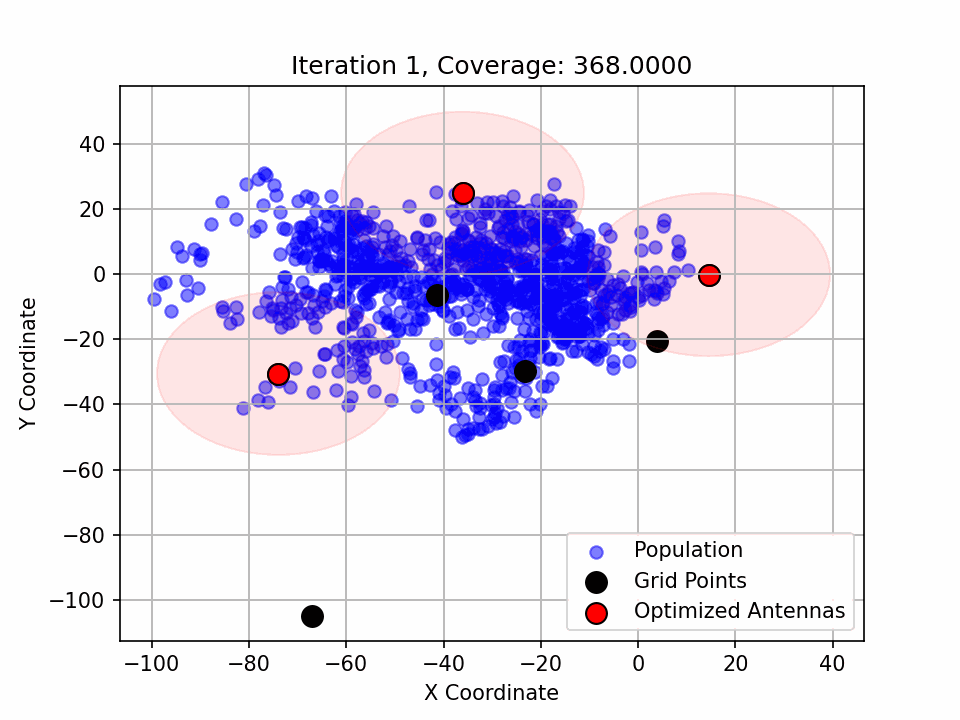 Iteration 1, Coverage: 368.0000
Y Coordinate
40
20
0
−20
−40
−60
−80
−100
Population
Grid Points
Optimized Antennas
−100 −80 −60 −40 −20 0 20 40
X Coordinate